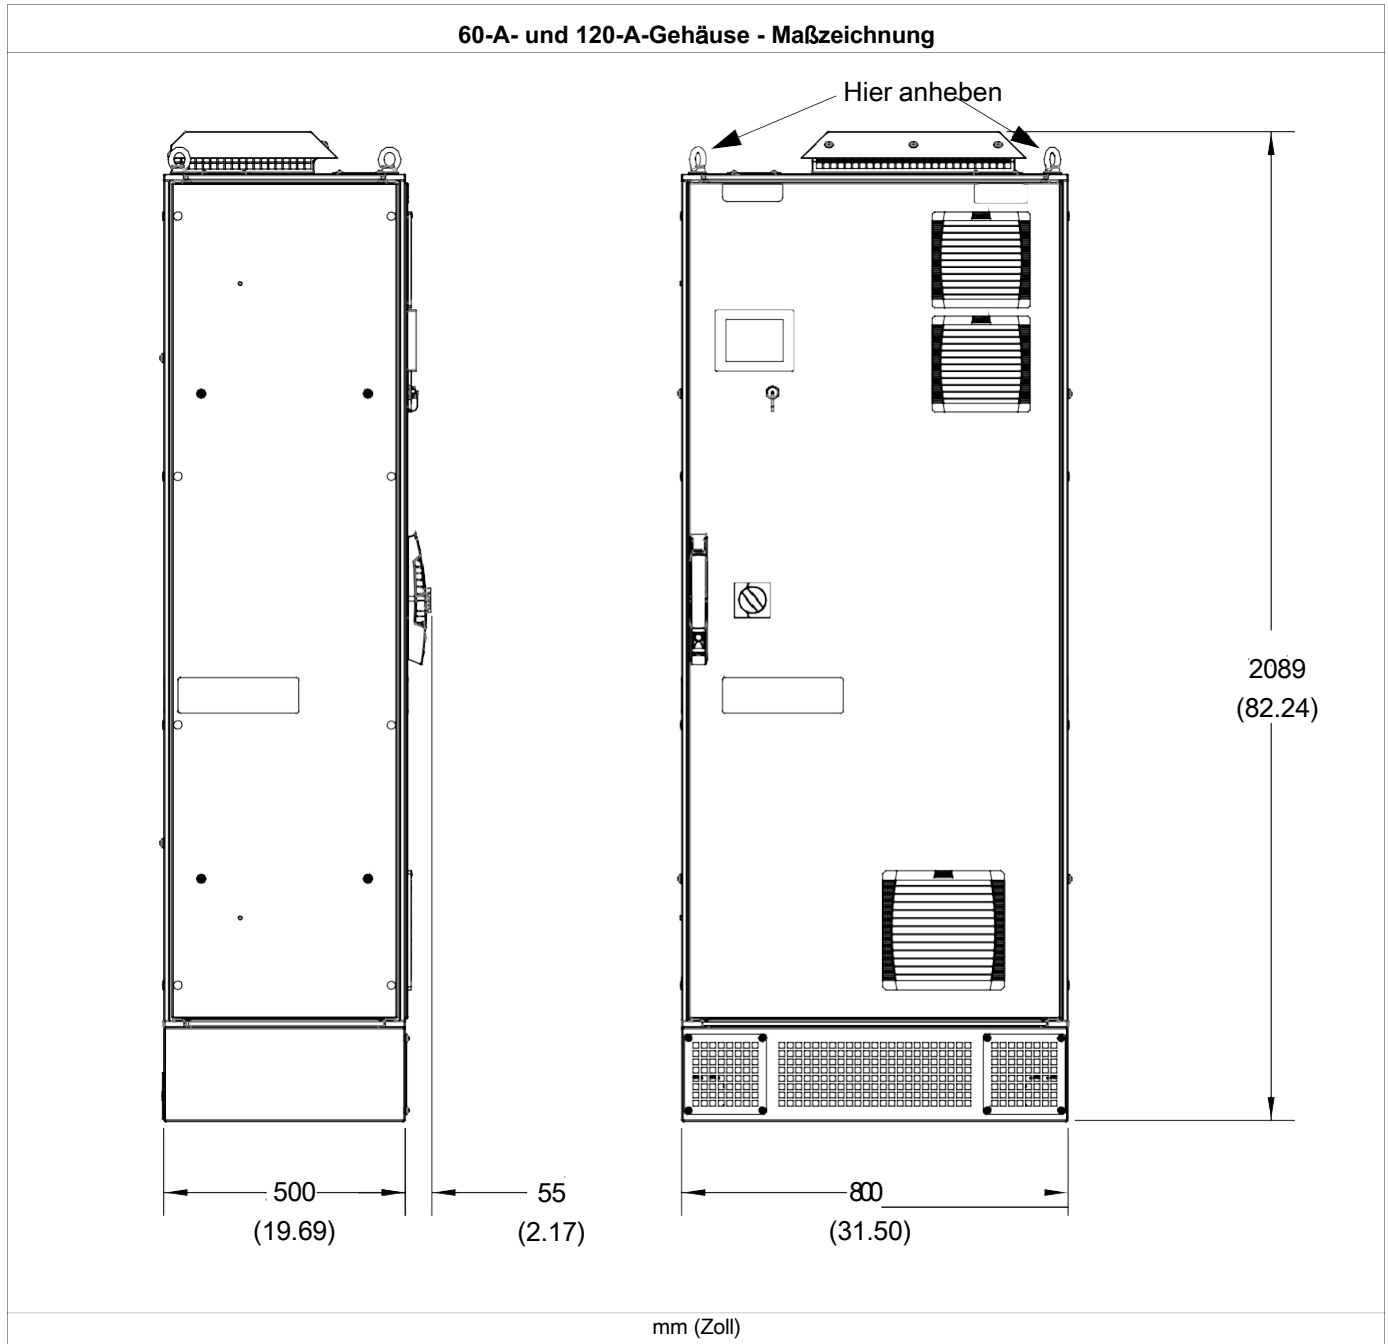 60-A- und 120-A-Gehäuse - Maßzeichnung
Hier anheben
2089
(82.24)
500
(19.69)
55
(2.17)
800
(31.50)
mm (Zoll)